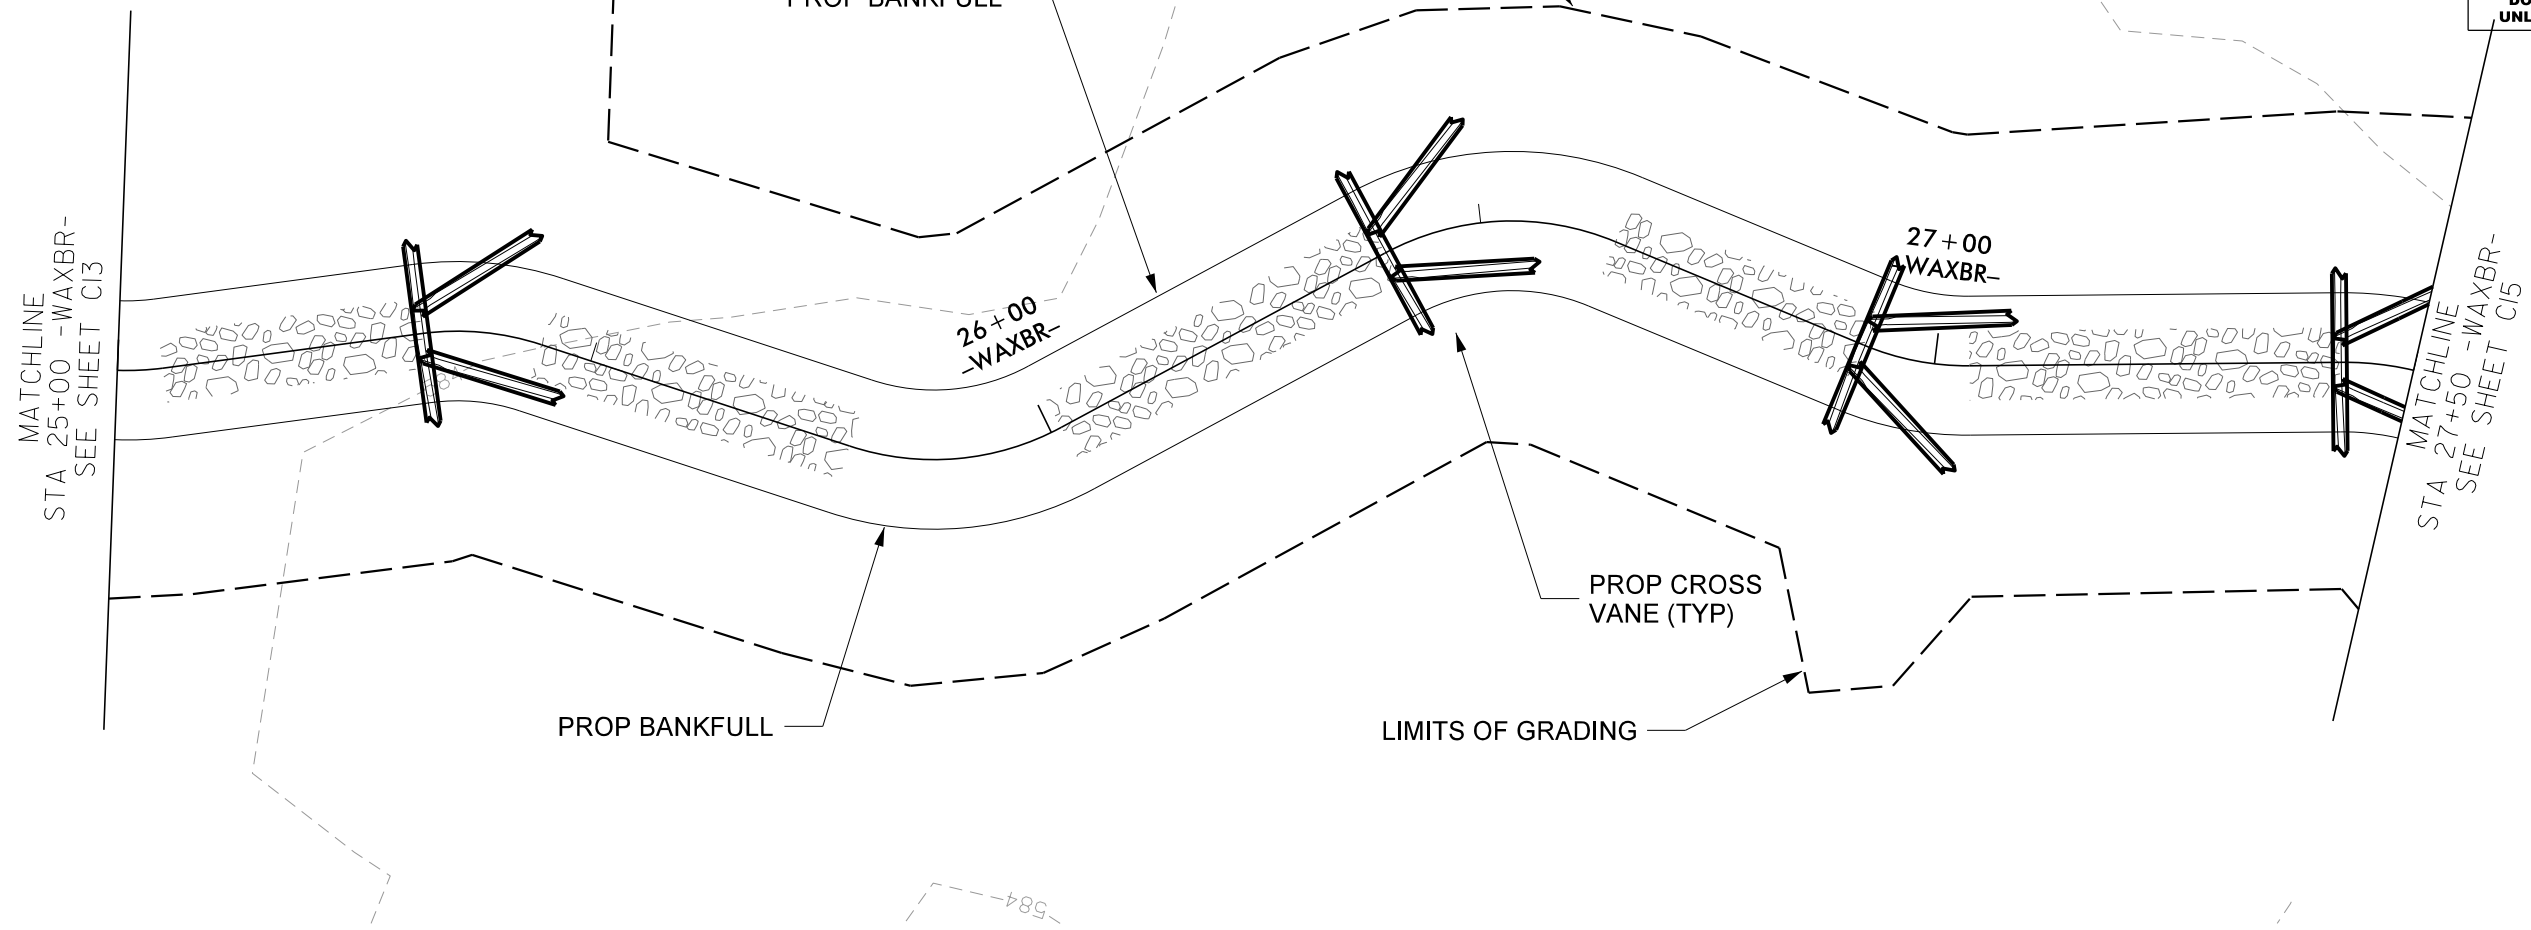 PROP BANKFULL
UNL
MATCHLINE
STA 25+00 -WAXBR-
SEE SHEET C13
26+00
-WAXBR-
27+00
-WAXBR-
MATCHLINE
STA 27+50 -WAXBR-
SEE SHEET C15
PROP CROSS
VANE (TYP)
PROP BANKFULL
LIMITS OF GRADING
584